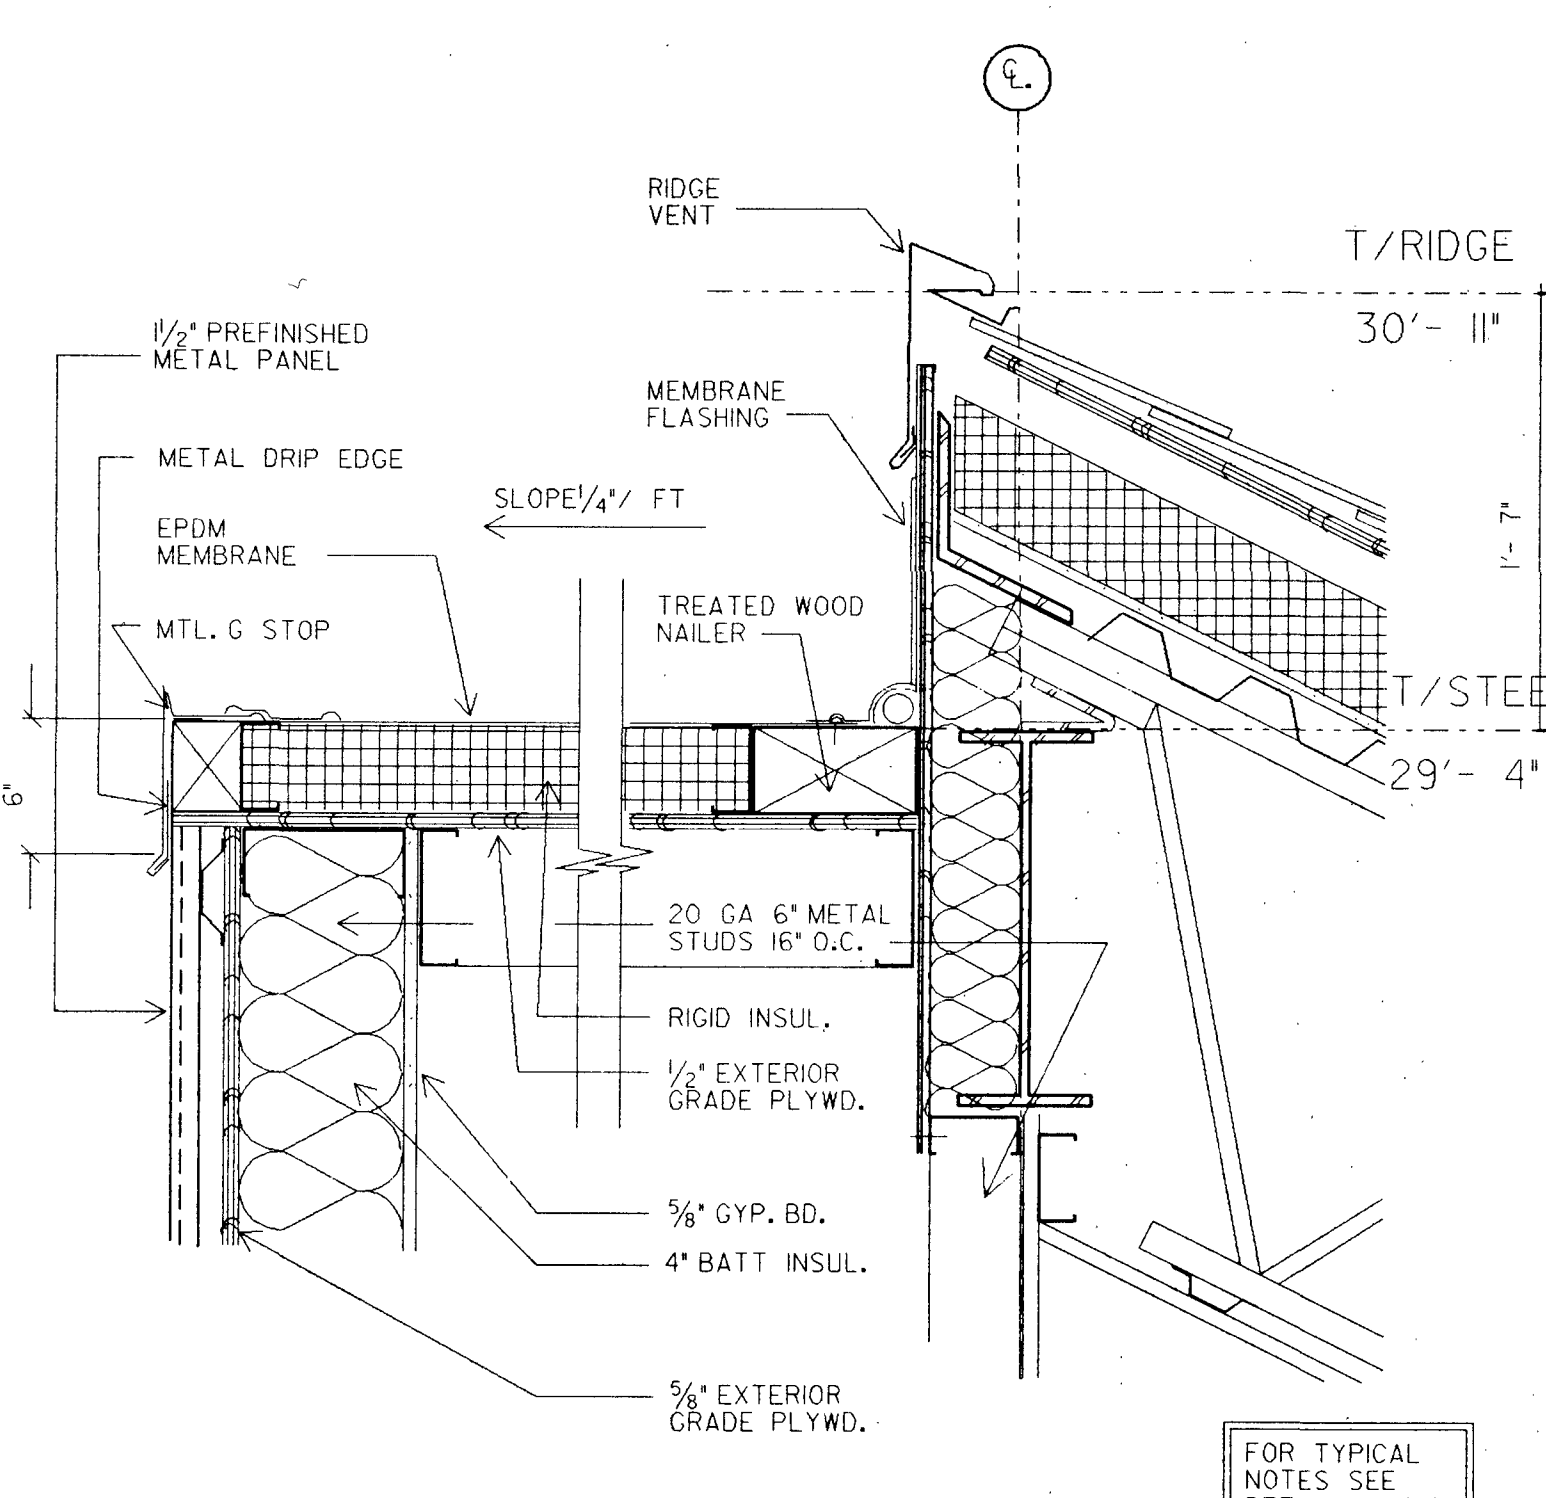 CL.
RIDGE
VENT
T/RIDGE
30'- 11"
1 1/2" PREFINISHED
METAL PANEL
MEMBRANE
FLASHING
METAL DRIP EDGE
SLOPE 1/4"/ FT
EPDM
MEMBRANE
1'- 7"
TREATED WOOD
NAILER
MTL. G STOP
T/STEE
29'- 4"
6"
20 GA 6" METAL
STUDS 16" O.C.
RIGID INSUL.
1/2" EXTERIOR
GRADE PLYWD.
5/8" GYP. BD.
4" BATT INSUL.
5/8" EXTERIOR
GRADE PLYWD.
FOR TYPICAL
NOTES SEE